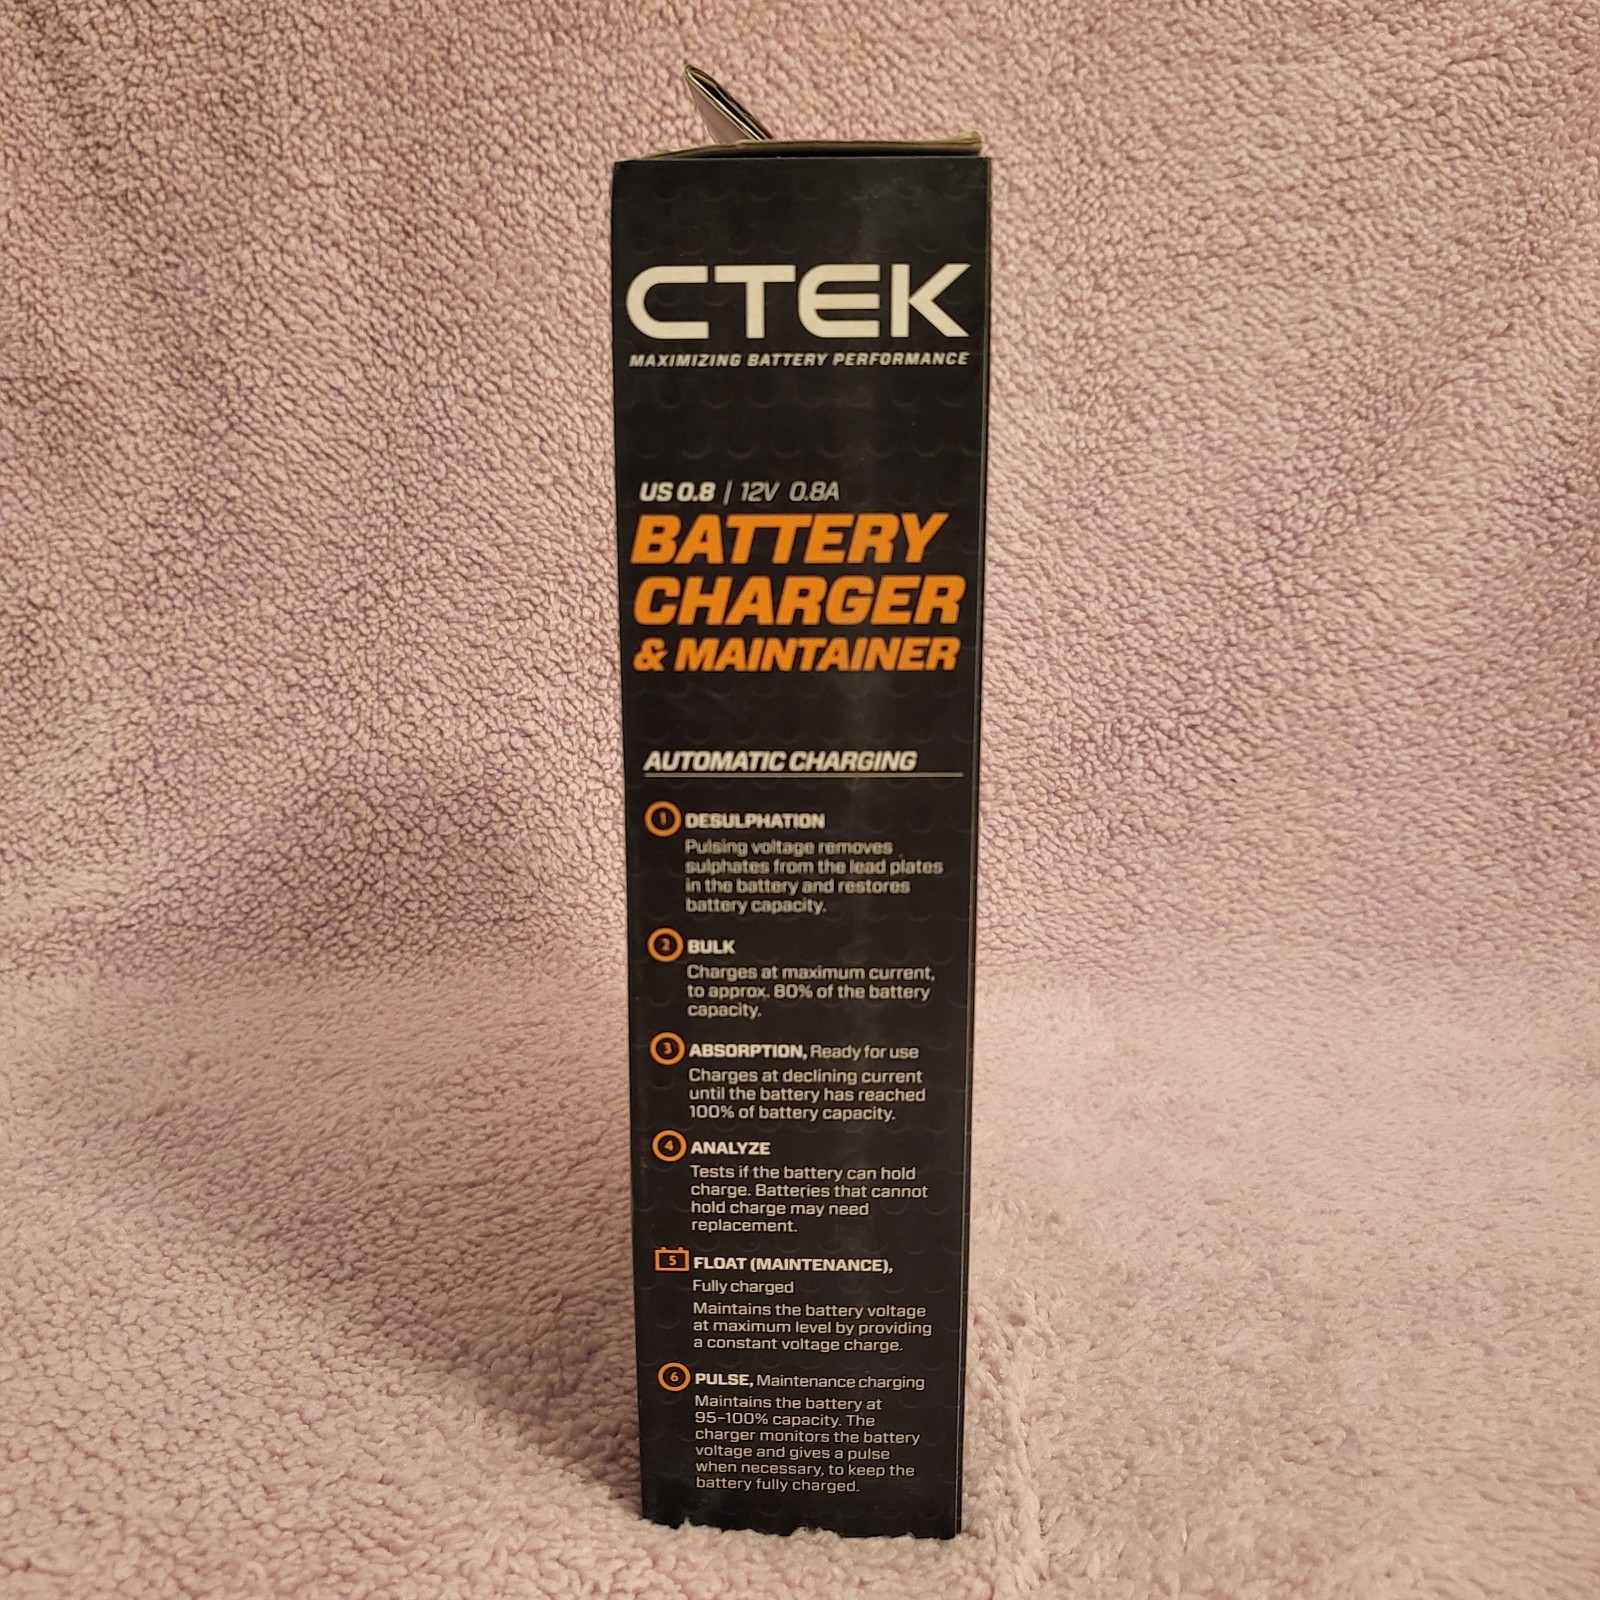 CTEK
MAXIMIZING BATTERY PERFORMANCE
US 0.8 | 12V 0.8A
BATTERY
CHARGER
& MAINTAINER
AUTOMATIC CHARGING
1 DESULPHATION
Pulsing voltage removes
sulphates from the lead plates
in the battery and restores
battery capacity.
2 BULK
Charges at maximum current,
to approx. 80% of the battery
capacity.
3 ABSORPTION, Ready for use
Charges at declining current
until the battery has reached
100% of battery capacity.
4 ANALYZE
Tests if the battery can hold
charge. Batteries that cannot
hold charge may need
replacement.
5 FLOAT (MAINTENANCE),
Fully charged
Maintains the battery voltage
at maximum level by providing
a constant voltage charge.
6 PULSE, Maintenance charging
Maintains the battery at
95-100% capacity. The
charger monitors the battery
voltage and gives a pulse
when necessary, to keep the
battery fully charged.